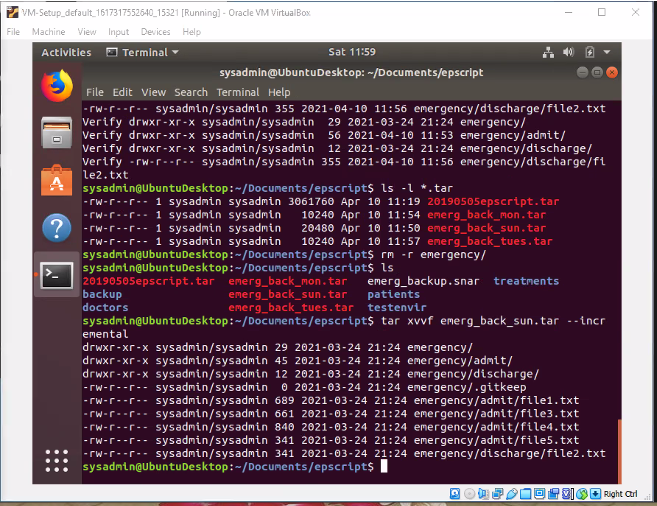 VM-Setup_default_1617317552640_15321 [Running] - Oracle VM VirtualBox
File Machine View Input Devices Help
Activities Terminal Sat 11:59
sysadmin@UbuntuDesktop: ~/Documents/epscript
File Edit View Search Terminal Help
-rw-r--r-- sysadmin/sysadmin 355 2021-04-10 11:56 emergency/discharge/file2.txt
Verify drwxr-xr-x sysadmin/sysadmin 29 2021-03-24 21:24 emergency/
Verify drwxr-xr-x sysadmin/sysadmin 56 2021-04-10 11:53 emergency/admit/
Verify drwxr-xr-x sysadmin/sysadmin 12 2021-03-24 21:24 emergency/discharge/
Verify -rw-r--r-- sysadmin/sysadmin 355 2021-04-10 11:56 emergency/discharge/fi
le2.txt
sysadmin@UbuntuDesktop:~/Documents/epscript$ ls -l *.tar
-rw-r--r-- 1 sysadmin sysadmin 3061760 Apr 10 11:19 20190505epscript.tar
-rw-r--r-- 1 sysadmin sysadmin 10240 Apr 10 11:54 emerg_back_mon.tar
-rw-r--r-- 1 sysadmin sysadmin 20480 Apr 10 11:50 emerg_back_sun.tar
-rw-r--r-- 1 sysadmin sysadmin 10240 Apr 10 11:57 emerg_back_tues.tar
sysadmin@UbuntuDesktop:~/Documents/epscript$ rm -r emergency/
sysadmin@UbuntuDesktop:~/Documents/epscript$ ls
20190505epscript.tar emerg_back_mon.tar emerg_backup.snar treatments
backup emerg_back_sun.tar patients
doctors emerg_back_tues.tar testenvir
sysadmin@UbuntuDesktop:~/Documents/epscript$ tar xvvf emerg_back_sun.tar --incr
emental
drwxr-xr-x sysadmin/sysadmin 29 2021-03-24 21:24 emergency/
drwxr-xr-x sysadmin/sysadmin 45 2021-03-24 21:24 emergency/admit/
drwxr-xr-x sysadmin/sysadmin 12 2021-03-24 21:24 emergency/discharge/
-rw-r--r-- sysadmin/sysadmin 0 2021-03-24 21:24 emergency/.gitkeep
-rw-r--r-- sysadmin/sysadmin 689 2021-03-24 21:24 emergency/admit/file1.txt
-rw-r--r-- sysadmin/sysadmin 661 2021-03-24 21:24 emergency/admit/file3.txt
-rw-r--r-- sysadmin/sysadmin 840 2021-03-24 21:24 emergency/admit/file4.txt
-rw-r--r-- sysadmin/sysadmin 341 2021-03-24 21:24 emergency/admit/file5.txt
-rw-r--r-- sysadmin/sysadmin 341 2021-03-24 21:24 emergency/discharge/file2.txt
sysadmin@UbuntuDesktop:~/Documents/epscript$
Right Ctrl